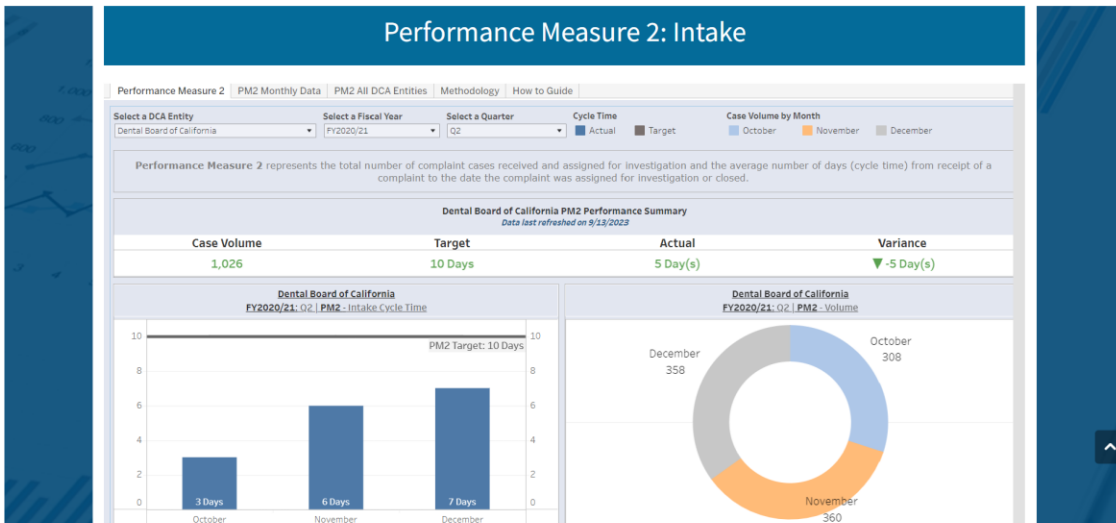 Performance Measure 2: Intake
Performance Measure 2 PM2 Monthly Data PM2 All DCA Entities Methodology How to Guide
Select a DCA Entity Select a Fiscal Year Select a Quarter Cycle Time Case Volume by Month
Dental Board of California FY2020/21 Q2 Actual Target October November December
Performance Measure 2 represents the total number of complaint cases received and assigned for investigation and the average number of days (cycle time) from receipt of a
complaint to the date the complaint was assigned for investigation or closed.
Dental Board of California PM2 Performance Summary
Data last refreshed on 9/13/2023
Case Volume Target Actual Variance
1,026 10 Days 5 Day(s) ▼ -5 Day(s)
Dental Board of California
FY2020/21: Q2 | PM2 - Intake Cycle Time
10 10
PM2 Target: 10 Days
8 8
6 6
4 4
2 2
0 3 Days 6 Days 7 Days 0
October November December
Dental Board of California
FY2020/21: Q2 | PM2 - Volume
October
308
December
358
November
360
1,000
600